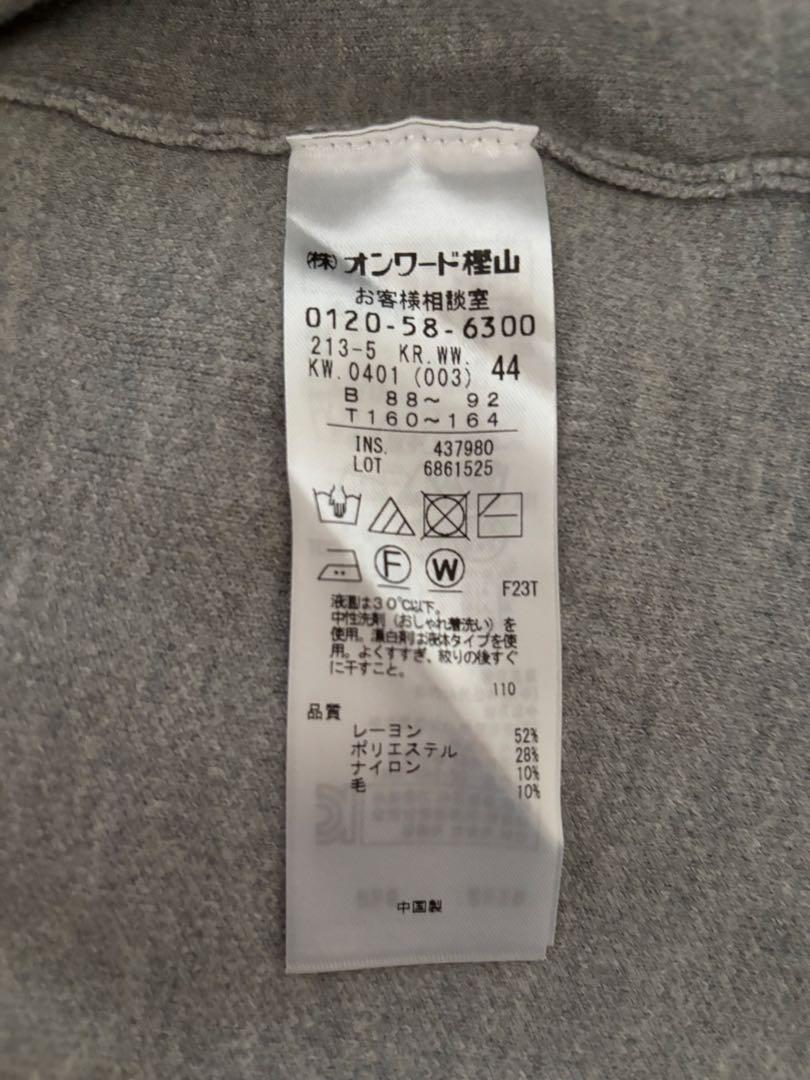 ㈱オンワード樫山
お客様相談室
0120-58-6300
213-5 KR.WW.
KW.0401 (003) 44
B 88～ 92
T160～164
INS. 437980
LOT 6861525
F W
F23T
液温は30℃以下。
中性洗剤（おしゃれ着洗い）を
使用。漂白剤は液体タイプを使
用。よくすすぎ、絞りの後すぐ
に干すこと。
110
品質
レーヨン 52%
ポリエステル 28%
ナイロン 10%
毛 10%
中国製